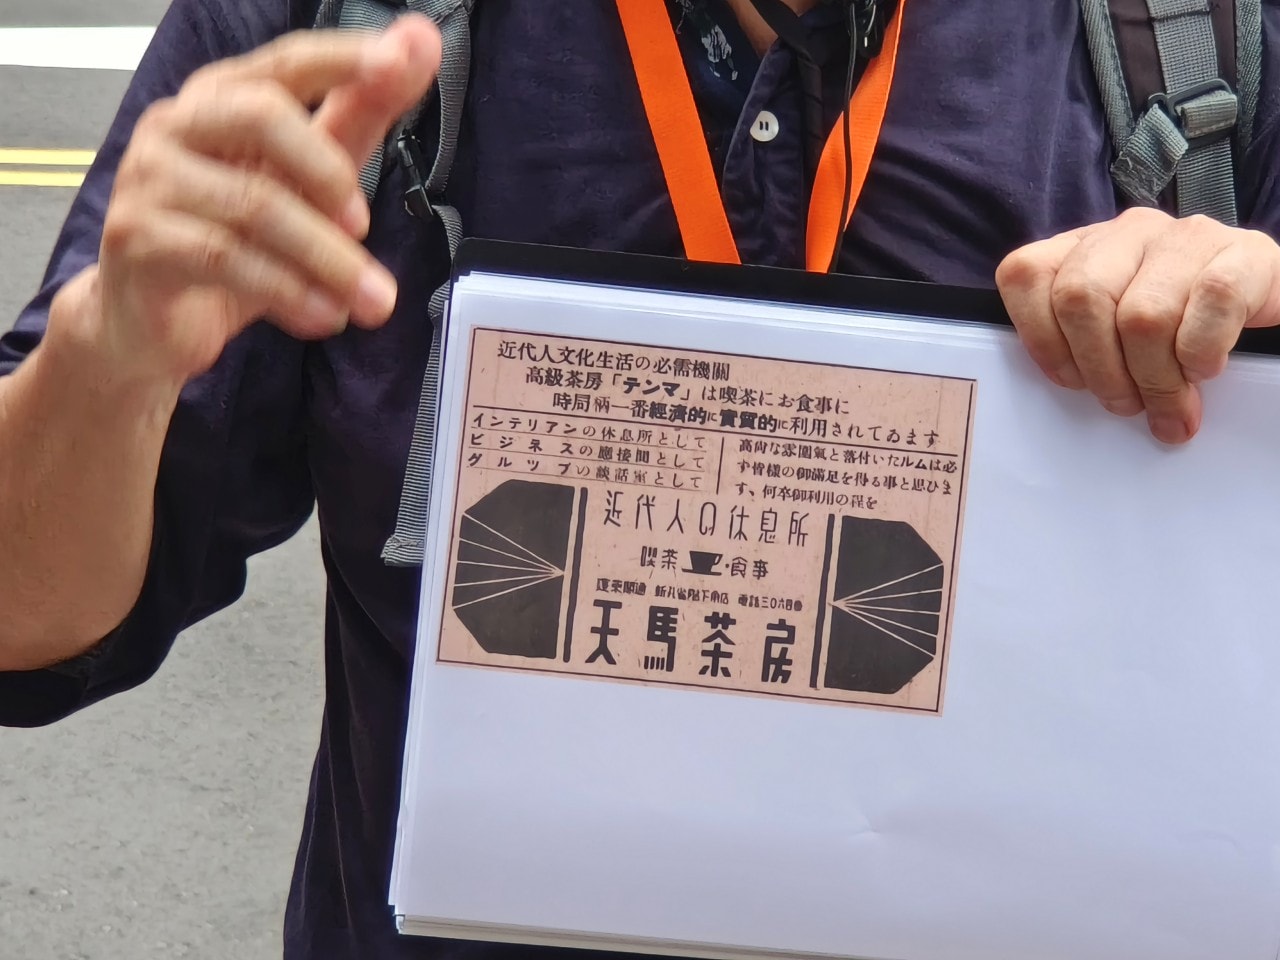 近代人文化生活の必需機關
高級茶房「テンマ」は喫茶にお食事に
時局柄一番經濟的に實質的に利用されてゐます
インテリアンの休息所として
ビジネスの應接間として
グルップの談話室として
高尚な雰圍氣と落付いたルムは必
ず皆様の御滿足を得る事と思ひま
す、何卒御利用の程を
近代人の休息所
喫茶・食事
天馬茶房